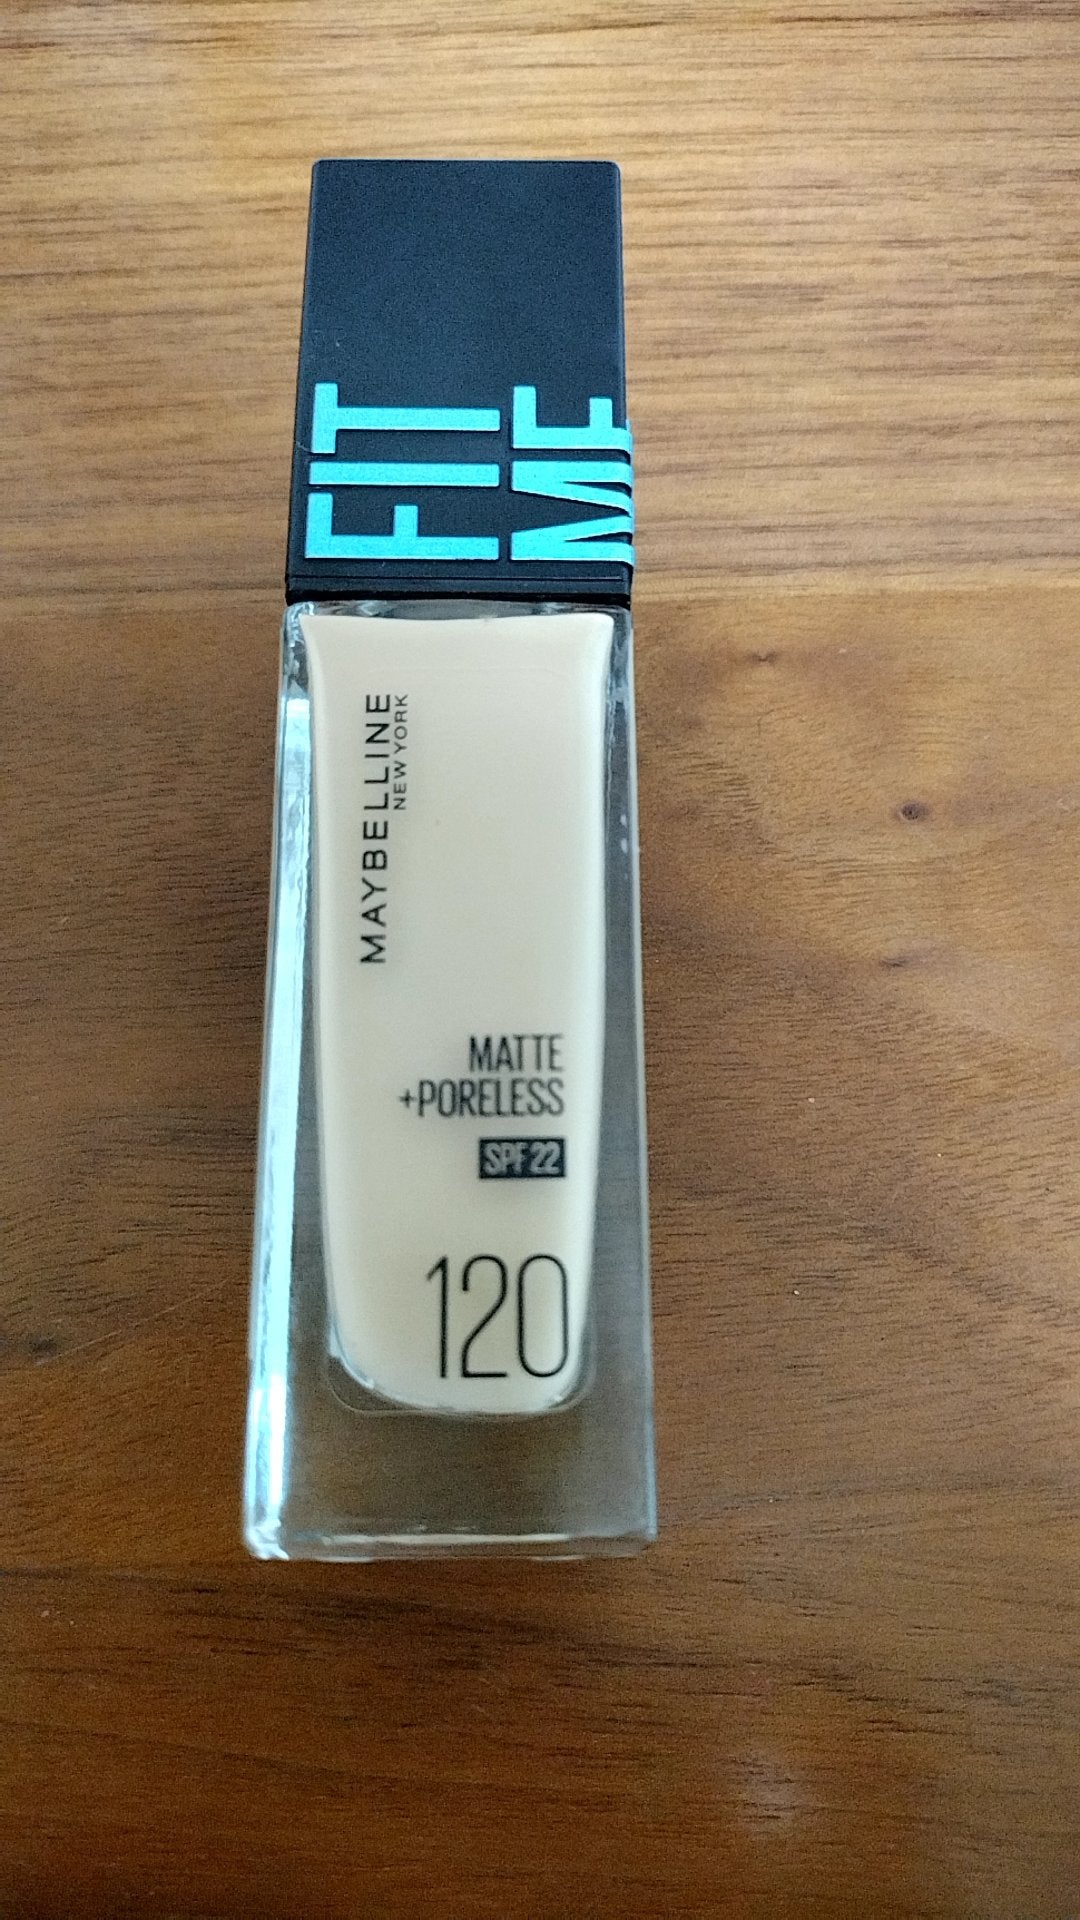 FIT
ME
MAYBELLINE
NEW YORK
MATTE
+PORELESS
SPF 22
120